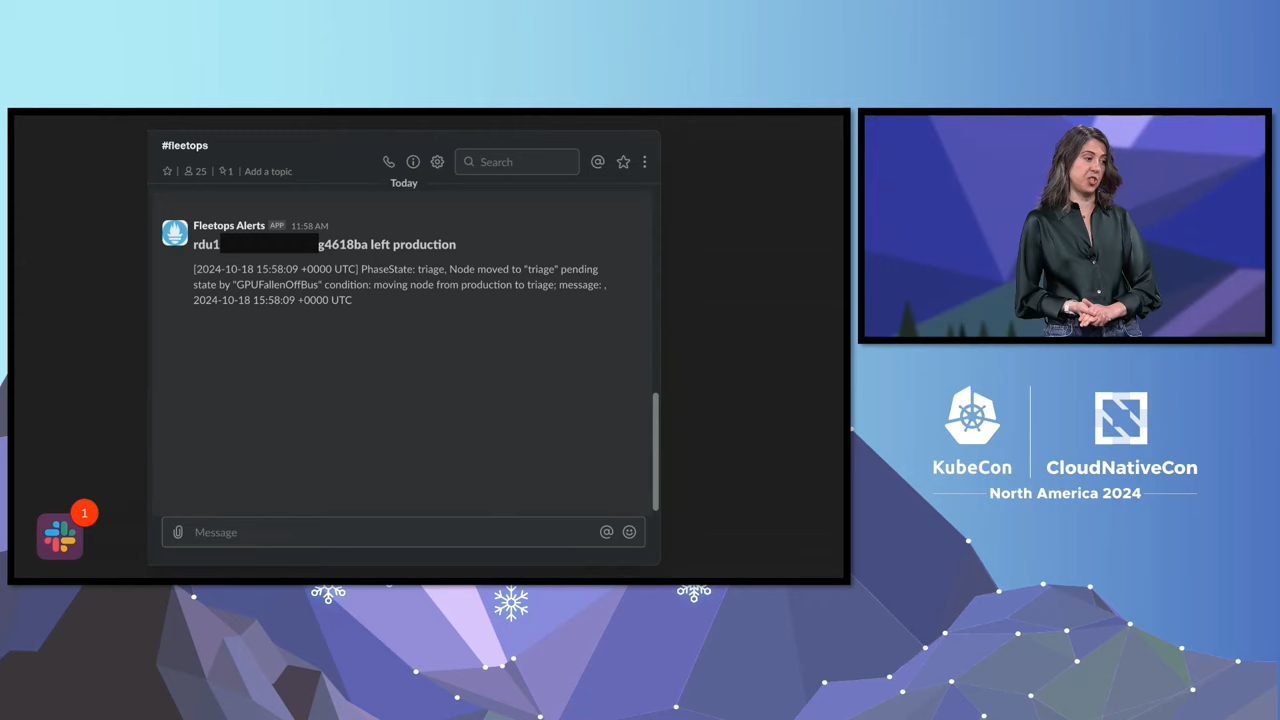 #fleetops
25 | 1 | Add a topic
Search
Today
Fleetops Alerts APP 11:58 AM
rdu1 g4618ba left production
[2024-10-18 15:58:09 +0000 UTC] PhaseState: triage, Node moved to "triage" pending
state by "GPUFallenOffBus" condition: moving node from production to triage; message: ,
2024-10-18 15:58:09 +0000 UTC
Message
1
KubeCon
CloudNativeCon
North America 2024